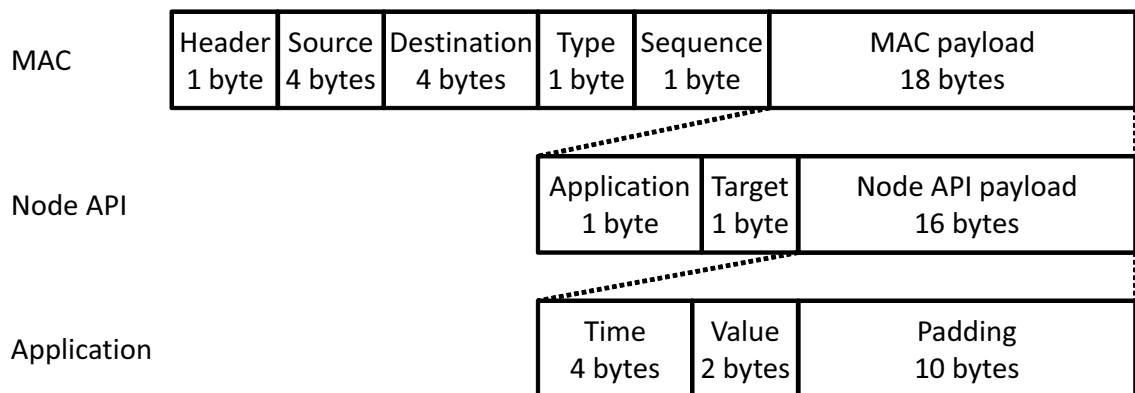 MAC
Header
1 byte
Source
4 bytes
Destination
4 bytes
Type
1 byte
Sequence
1 byte
MAC payload
18 bytes
Node API
Application
1 byte
Target
1 byte
Node API payload
16 bytes
Application
Time
4 bytes
Value
2 bytes
Padding
10 bytes